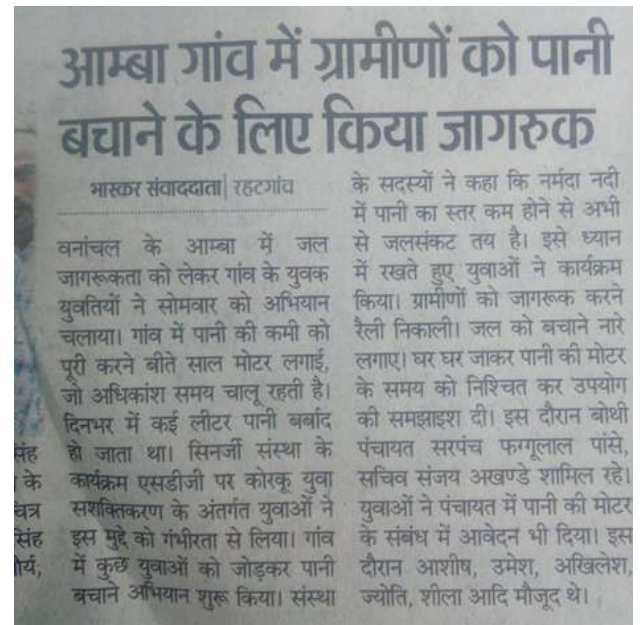 आम्बा गांव में ग्रामीणों को पानी
बचाने के लिए किया जागरुक
भास्कर संवाददाता | रहटगांव
वनांचल के आम्बा में जल
जागरूकता को लेकर गांव के युवक
युवतियों ने सोमवार को अभियान
चलाया। गांव में पानी की कमी को
पूरी करने बीते साल मोटर लगाई,
जो अधिकांश समय चालू रहती है।
दिनभर में कई लीटर पानी बर्बाद
हो जाता था। सिनर्जी संस्था के
कार्यक्रम एसडीजी पर कोरकू युवा
सशक्तिकरण के अंतर्गत युवाओं ने
इस मुद्दे को गंभीरता से लिया। गांव
में कुछ युवाओं को जोड़कर पानी
बचाने अभियान शुरू किया। संस्था
के सदस्यों ने कहा कि नर्मदा नदी
में पानी का स्तर कम होने से अभी
से जलसंकट तय है। इसे ध्यान
में रखते हुए युवाओं ने कार्यक्रम
किया। ग्रामीणों को जागरूक करने
रैली निकाली। जल को बचाने नारे
लगाए। घर घर जाकर पानी की मोटर
के समय को निश्चित कर उपयोग
की समझाइश दी। इस दौरान बोथी
पंचायत सरपंच फग्गूलाल पांसे,
सचिव संजय अखण्डे शामिल रहे।
युवाओं ने पंचायत में पानी की मोटर
के संबंध में आवेदन भी दिया। इस
दौरान आशीष, उमेश, अखिलेश,
ज्योति, शीला आदि मौजूद थे।
सिंह
के
सिंह